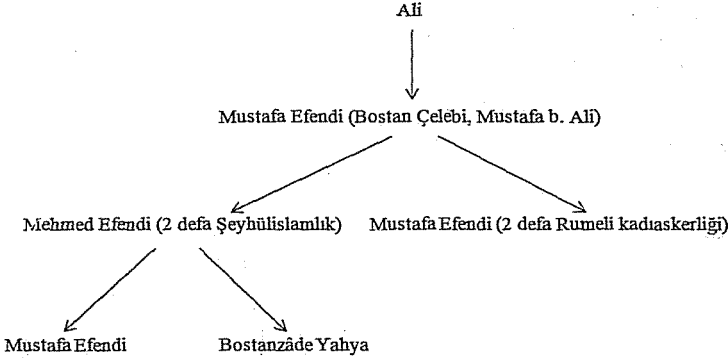 Ali
Mustafa Efendi (Bostan Çelebi, Mustafa b. Ali)
Mehmed Efendi (2 defa Şeyhülislamlık) Mustafa Efendi (2 defa Rumeli kadıaskerliği)
Mustafa Efendi Bostanzâde Yahya